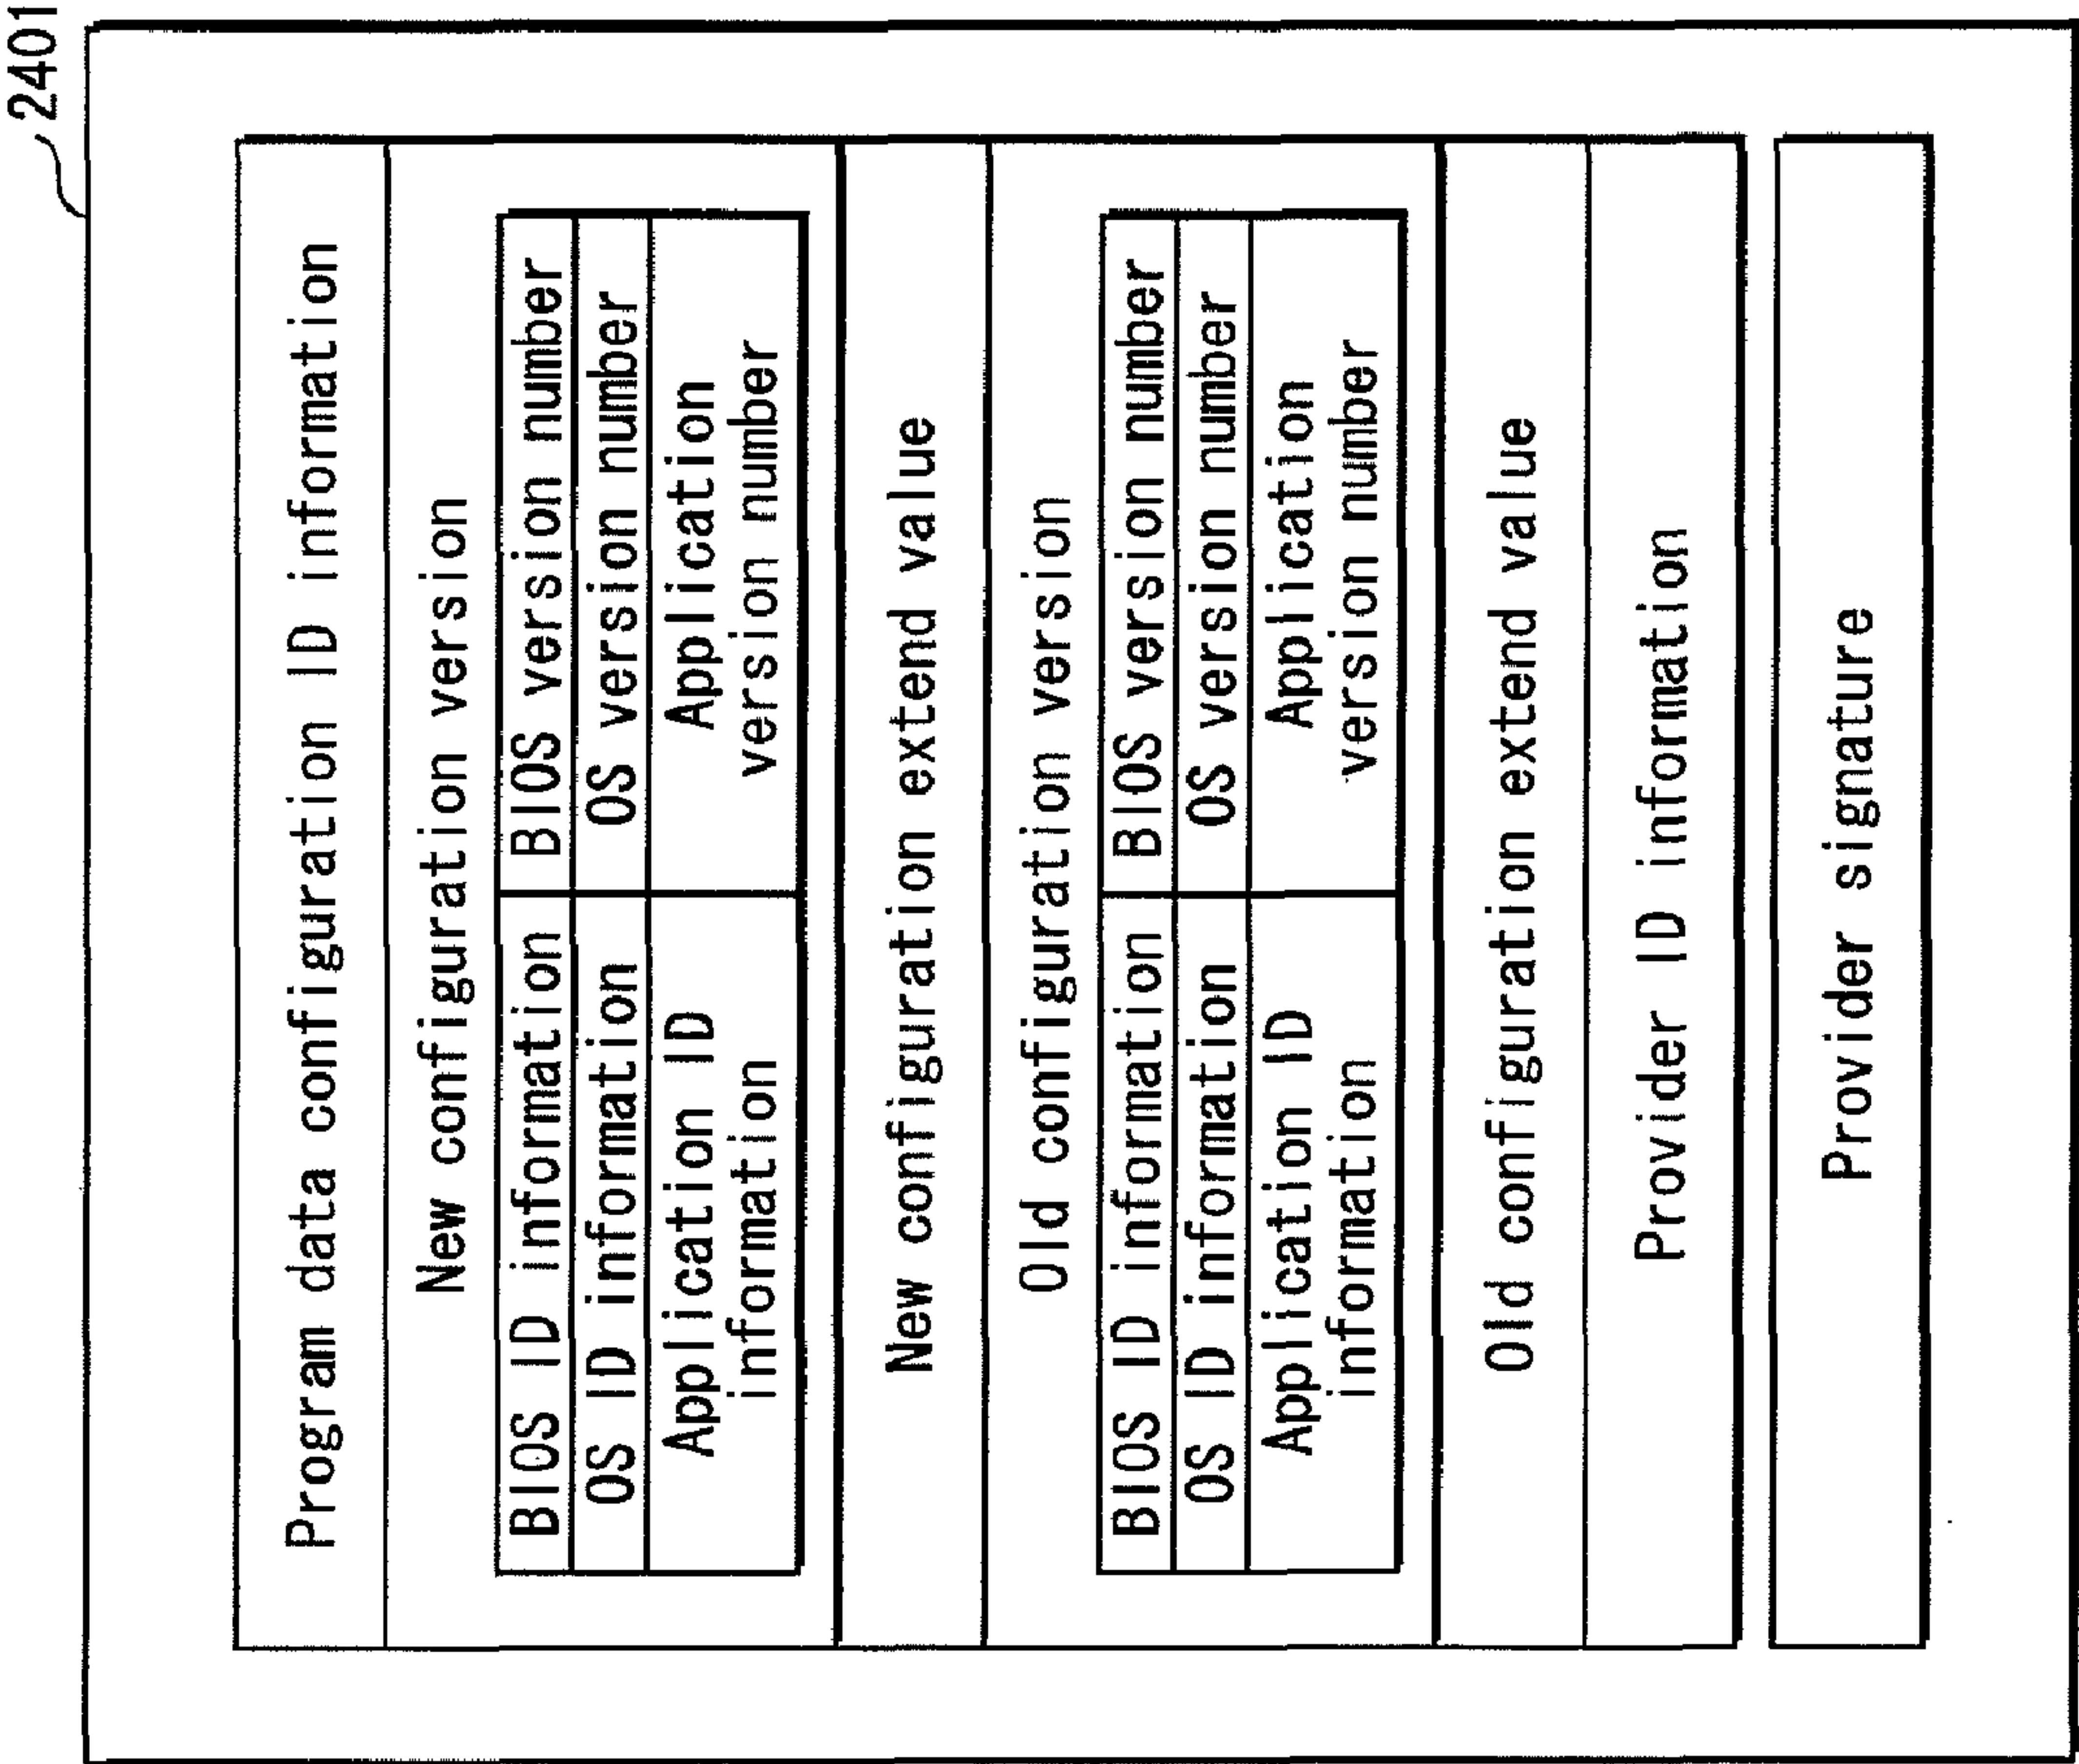 2401
Program data configuration ID information
New configuration version
BIOS ID information BIOS version number
OS ID information OS version number
Application ID Application
information version number
New configuration extend value
Old configuration version
BIOS ID information BIOS version number
OS ID information OS version number
Application ID Application
information version number
Old configuration extend value
Provider ID information
Provider signature